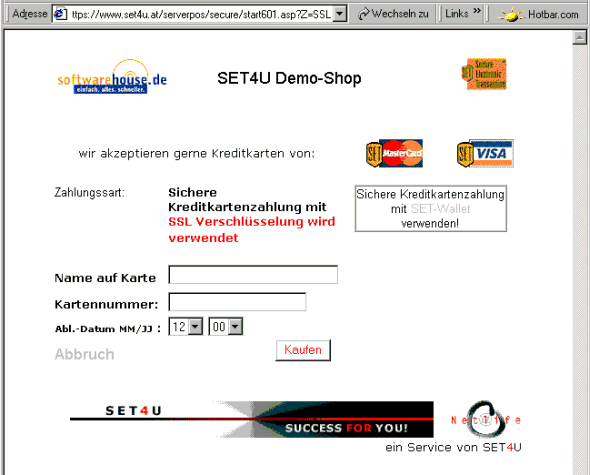 Adresse ttps://www.set4u.at/serverpos/secure/start601.asp?Z=SSL Wechseln zu Links » Hotbar.com
softwarehouse.de
einfach. alles. schneller.
SET4U Demo-Shop
Secure
Electronic
Transaction
wir akzeptieren gerne Kreditkarten von:
SET MasterCard
SET VISA
Zahlungssart:
Sichere
Kreditkartenzahlung mit
SSL Verschlüsselung wird
verwendet
Sichere Kreditkartenzahlung
mit SET-Wallet
verwenden!
Name auf Karte
Kartennummer:
Abl.-Datum MM/JJ : 12 00
Abbruch
Kaufen
SET4U
SUCCESS FOR YOU!
Netlife
ein Service von SET4U